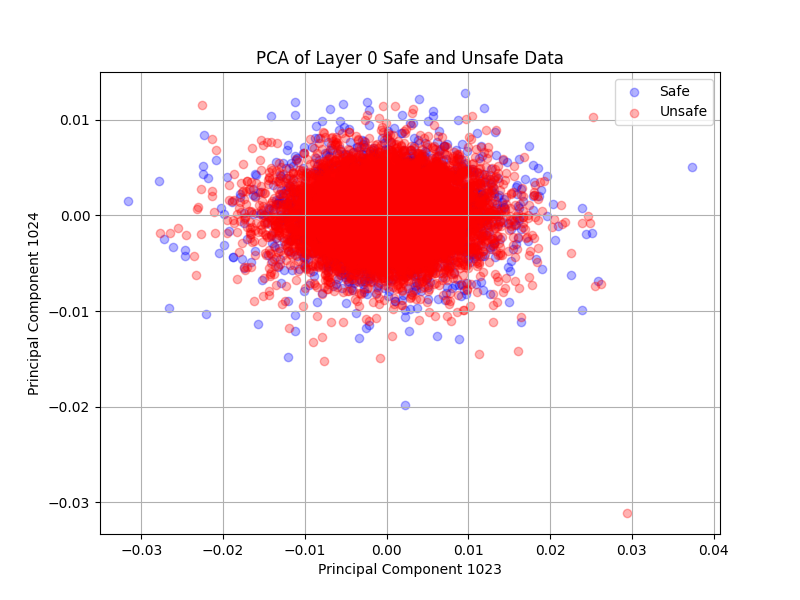 PCA of Layer 0 Safe and Unsafe Data
Safe
Unsafe
0.01
0.00
−0.01
−0.02
−0.03
Principal Component 1024
−0.03
−0.02
−0.01
0.00
0.01
0.02
0.03
0.04
Principal Component 1023